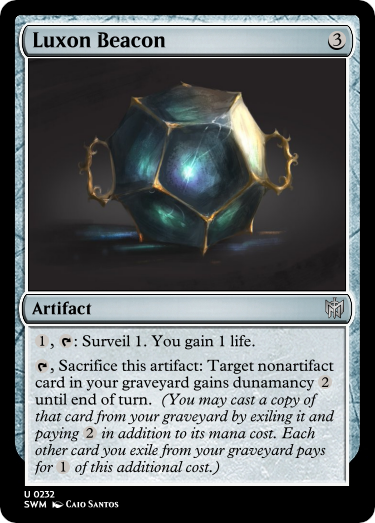 Luxon Beacon 3
Artifact
1, T: Surveil 1. You gain 1 life.
T, Sacrifice this artifact: Target nonartifact
card in your graveyard gains dunamancy 2
until end of turn. (You may cast a copy of
that card from your graveyard by exiling it and
paying 2 in addition to its mana cost. Each
other card you exile from your graveyard pays
for 1 of this additional cost.)
U 0232
SWM Caio Santos